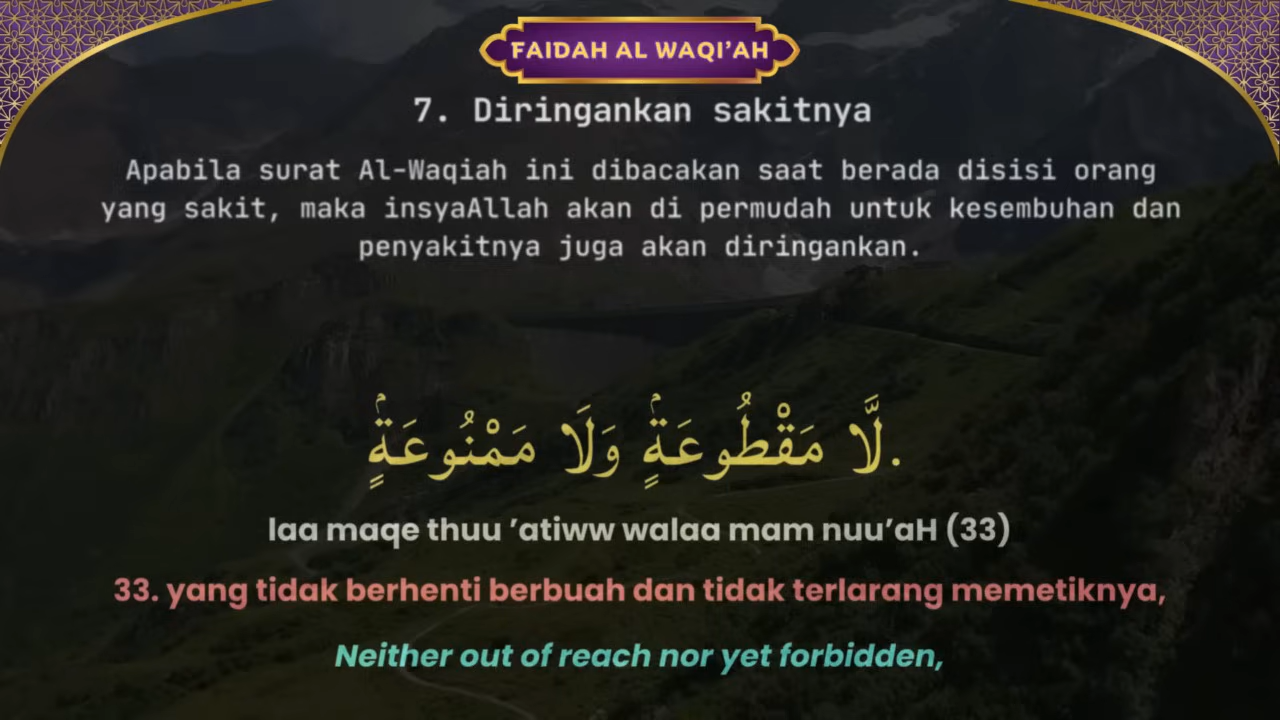 FAIDAH AL WAQI’AH
7. Diringankan sakitnya
Apabila surat Al-Waqiah ini dibacakan saat berada disisi orang
yang sakit, maka insyaAllah akan di permudah untuk kesembuhan dan
penyakitnya juga akan diringankan.
لَّا مَقْطُوعَةٍۢ وَلَا مَمْنُوعَةٍۢ.
laa maqe thuu ’atiww walaa mam nuu’aH (33)
33. yang tidak berhenti berbuah dan tidak terlarang memetiknya,
Neither out of reach nor yet forbidden,